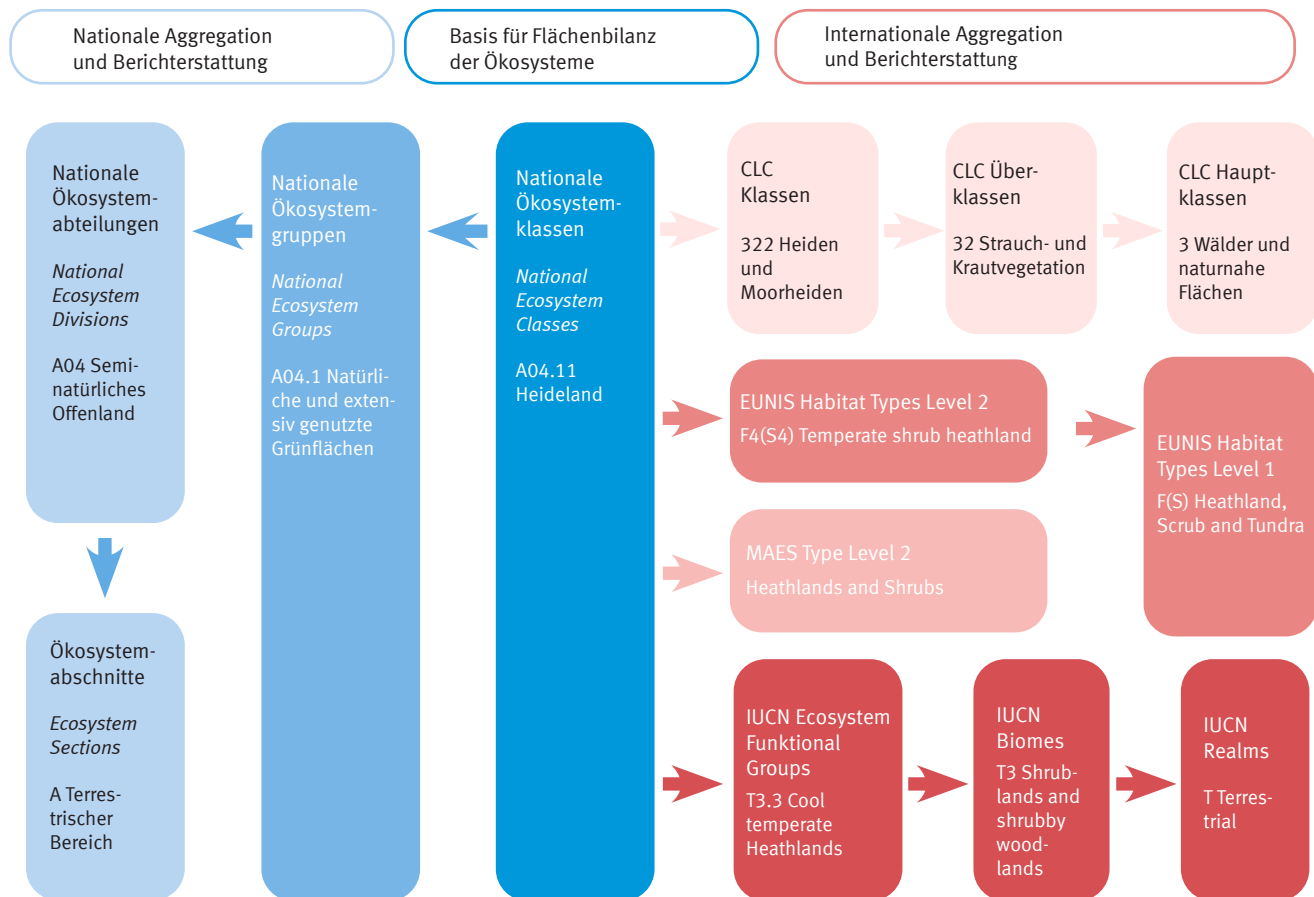 Nationale Aggregation
und Berichterstattung
Basis für Flächenbilanz
der Ökosysteme
Internationale Aggregation
und Berichterstattung
Nationale
Ökosystem-
abteilungen
National
Ecosystem
Divisions
A04 Semi-
natürliches
Offenland
Ökosystem-
abschnitte
Ecosystem
Sections
A Terres-
trischer
Bereich
Nationale
Ökosystem-
gruppen
National
Ecosystem
Groups
A04.1 Natürli-
che und exten-
siv genutzte
Grünflächen
Nationale
Ökosystem-
klassen
National
Ecosystem
Classes
A04.11
Heideland
CLC
Klassen
322 Heiden
und
Moorheiden
CLC Über-
klassen
32 Strauch- und
Krautvegetation
CLC Haupt-
klassen
3 Wälder und
naturnahe
Flächen
EUNIS Habitat Types Level 2
F4(S4) Temperate shrub heathland
EUNIS Habitat
Types Level 1
F(S) Heathland,
Scrub and Tundra
MAES Type Level 2
Heathlands and Shrubs
IUCN Ecosystem
Funktional
Groups
T3.3 Cool
temperate
Heathlands
IUCN
Biomes
T3 Shrub-
lands and
shrubby
wood-
lands
IUCN
Realms
T Terres-
trial